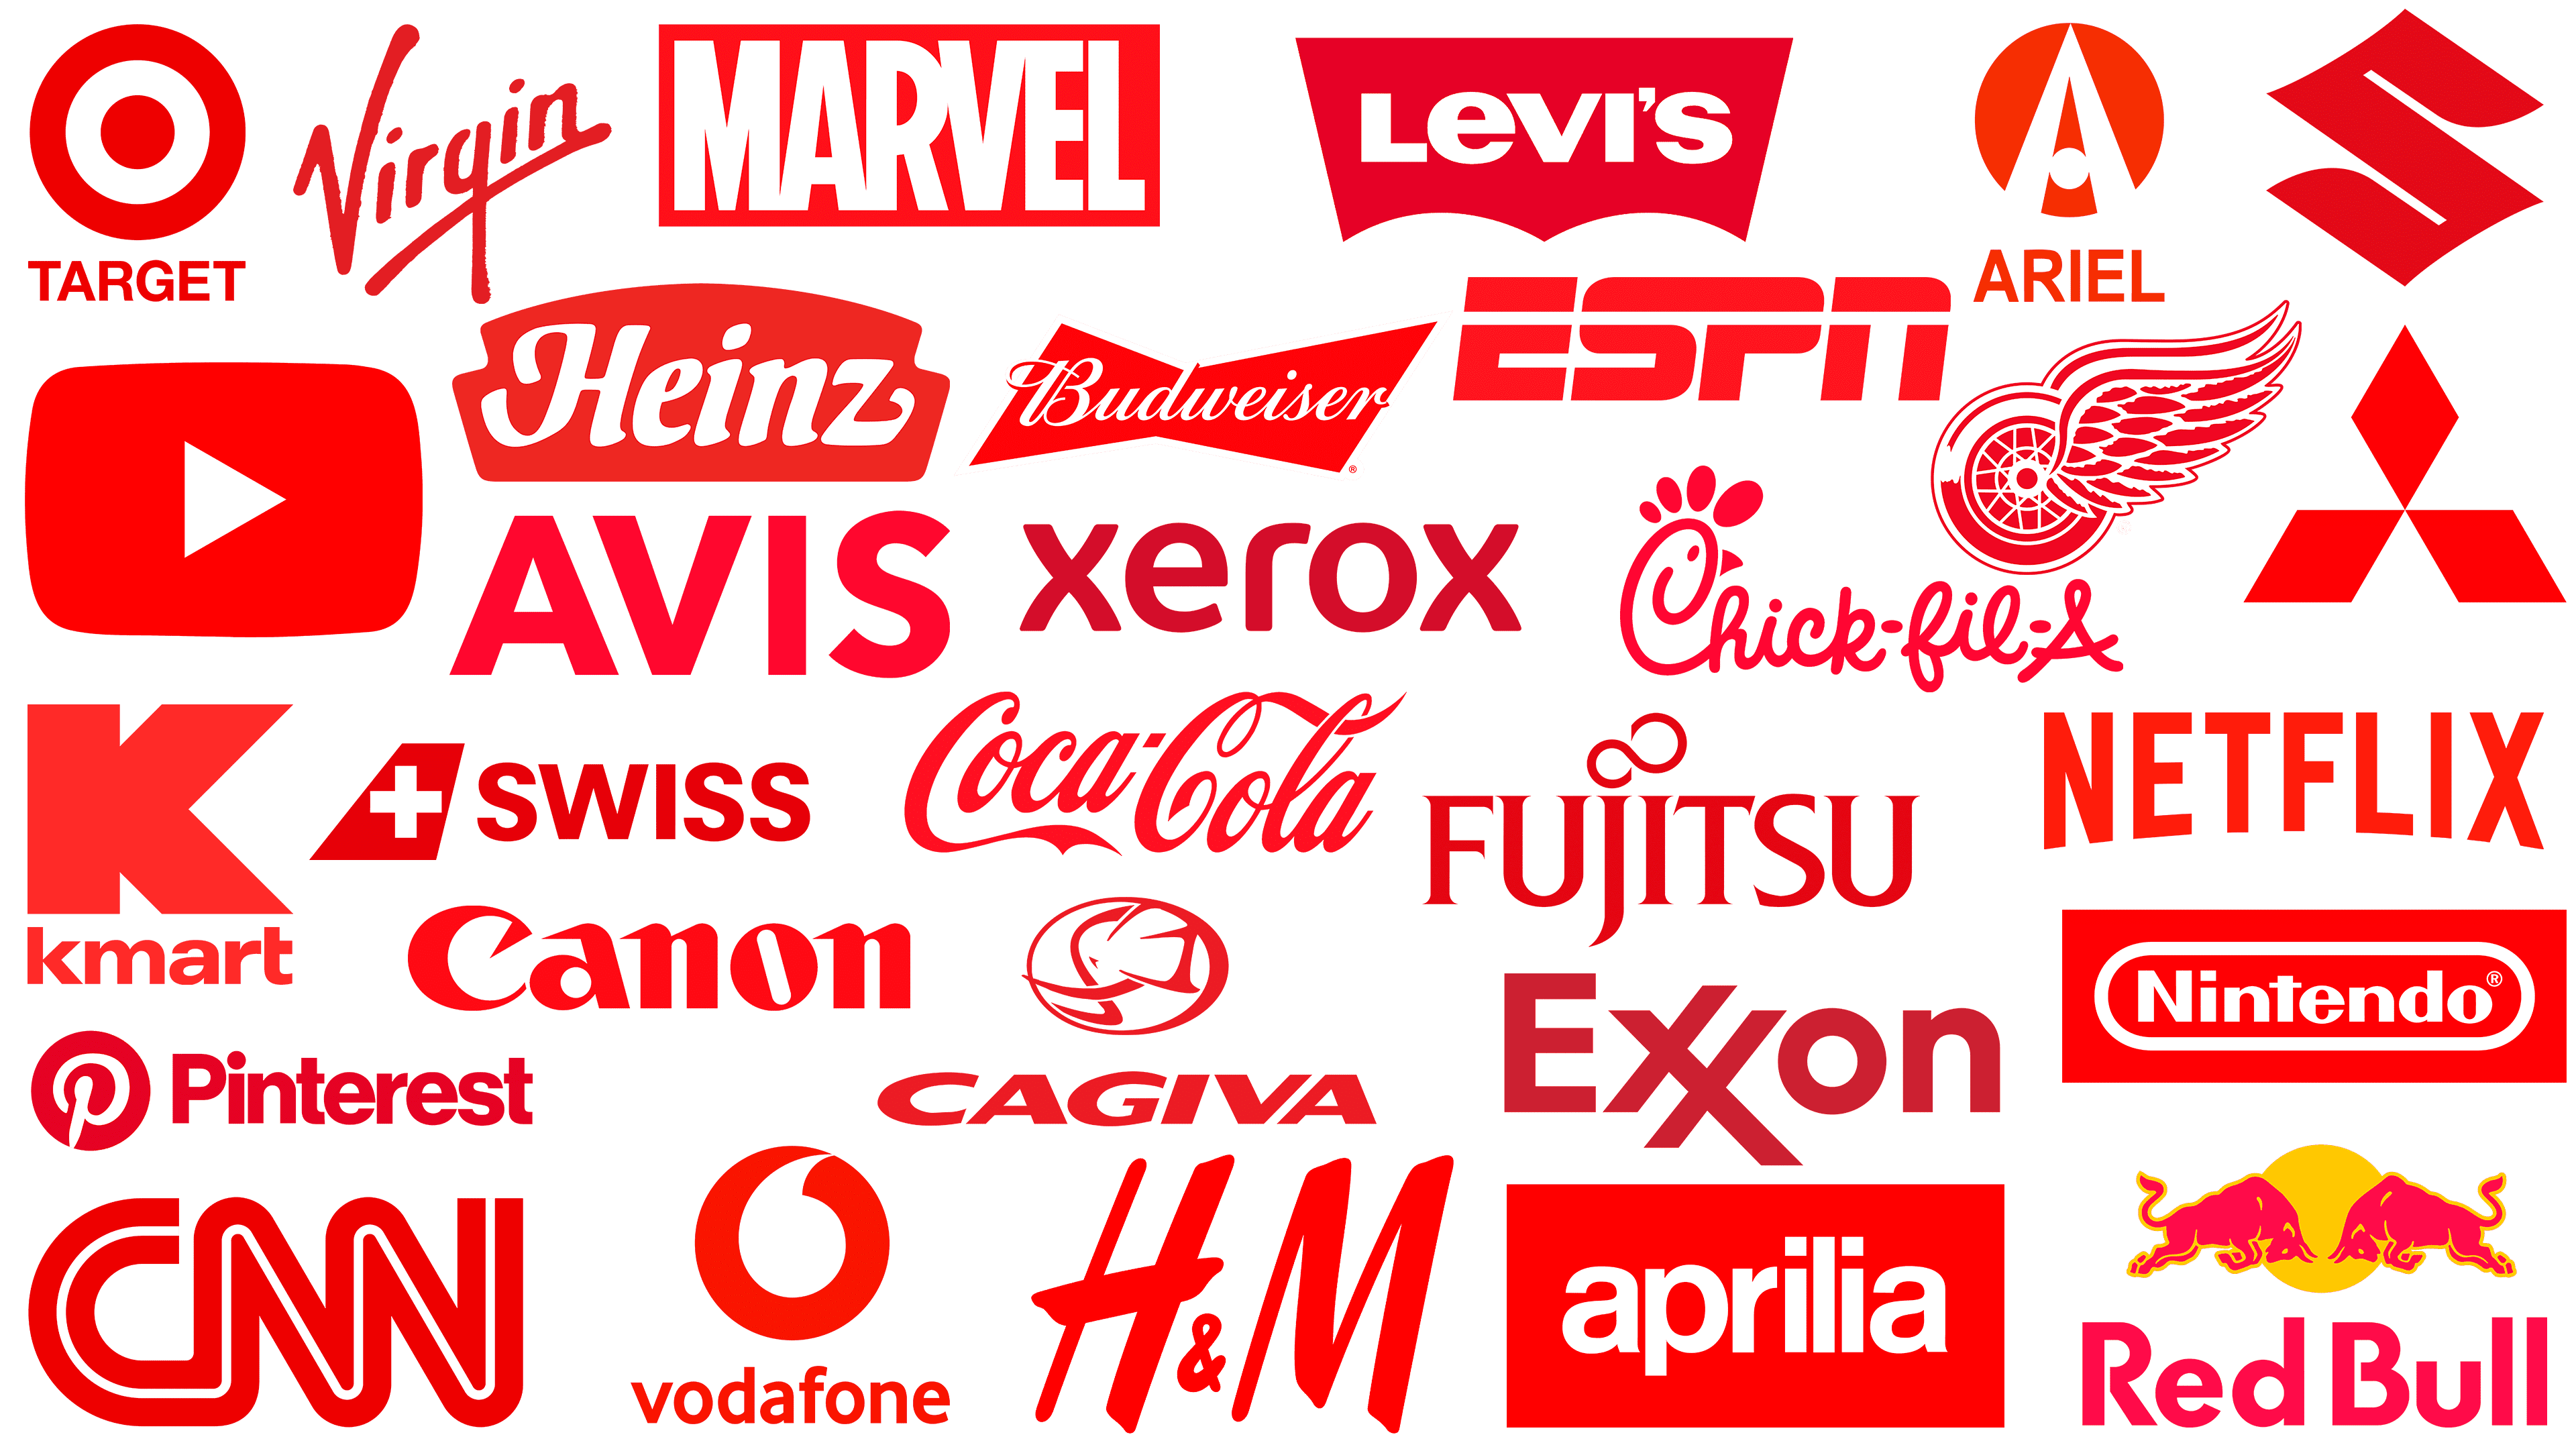 TARGET
Virgin
MARVEL
Levi's
ARIEL
Heinz
Budweiser
®
ESPN
AVIS
xerox
Chick-fil-A
K
kmart
SWISS
Coca-Cola
FUJITSU
NETFLIX
Canon
CAGIVA
Exxon
Nintendo®
Pinterest
CNN
vodafone
H&M
aprilia
Red Bull